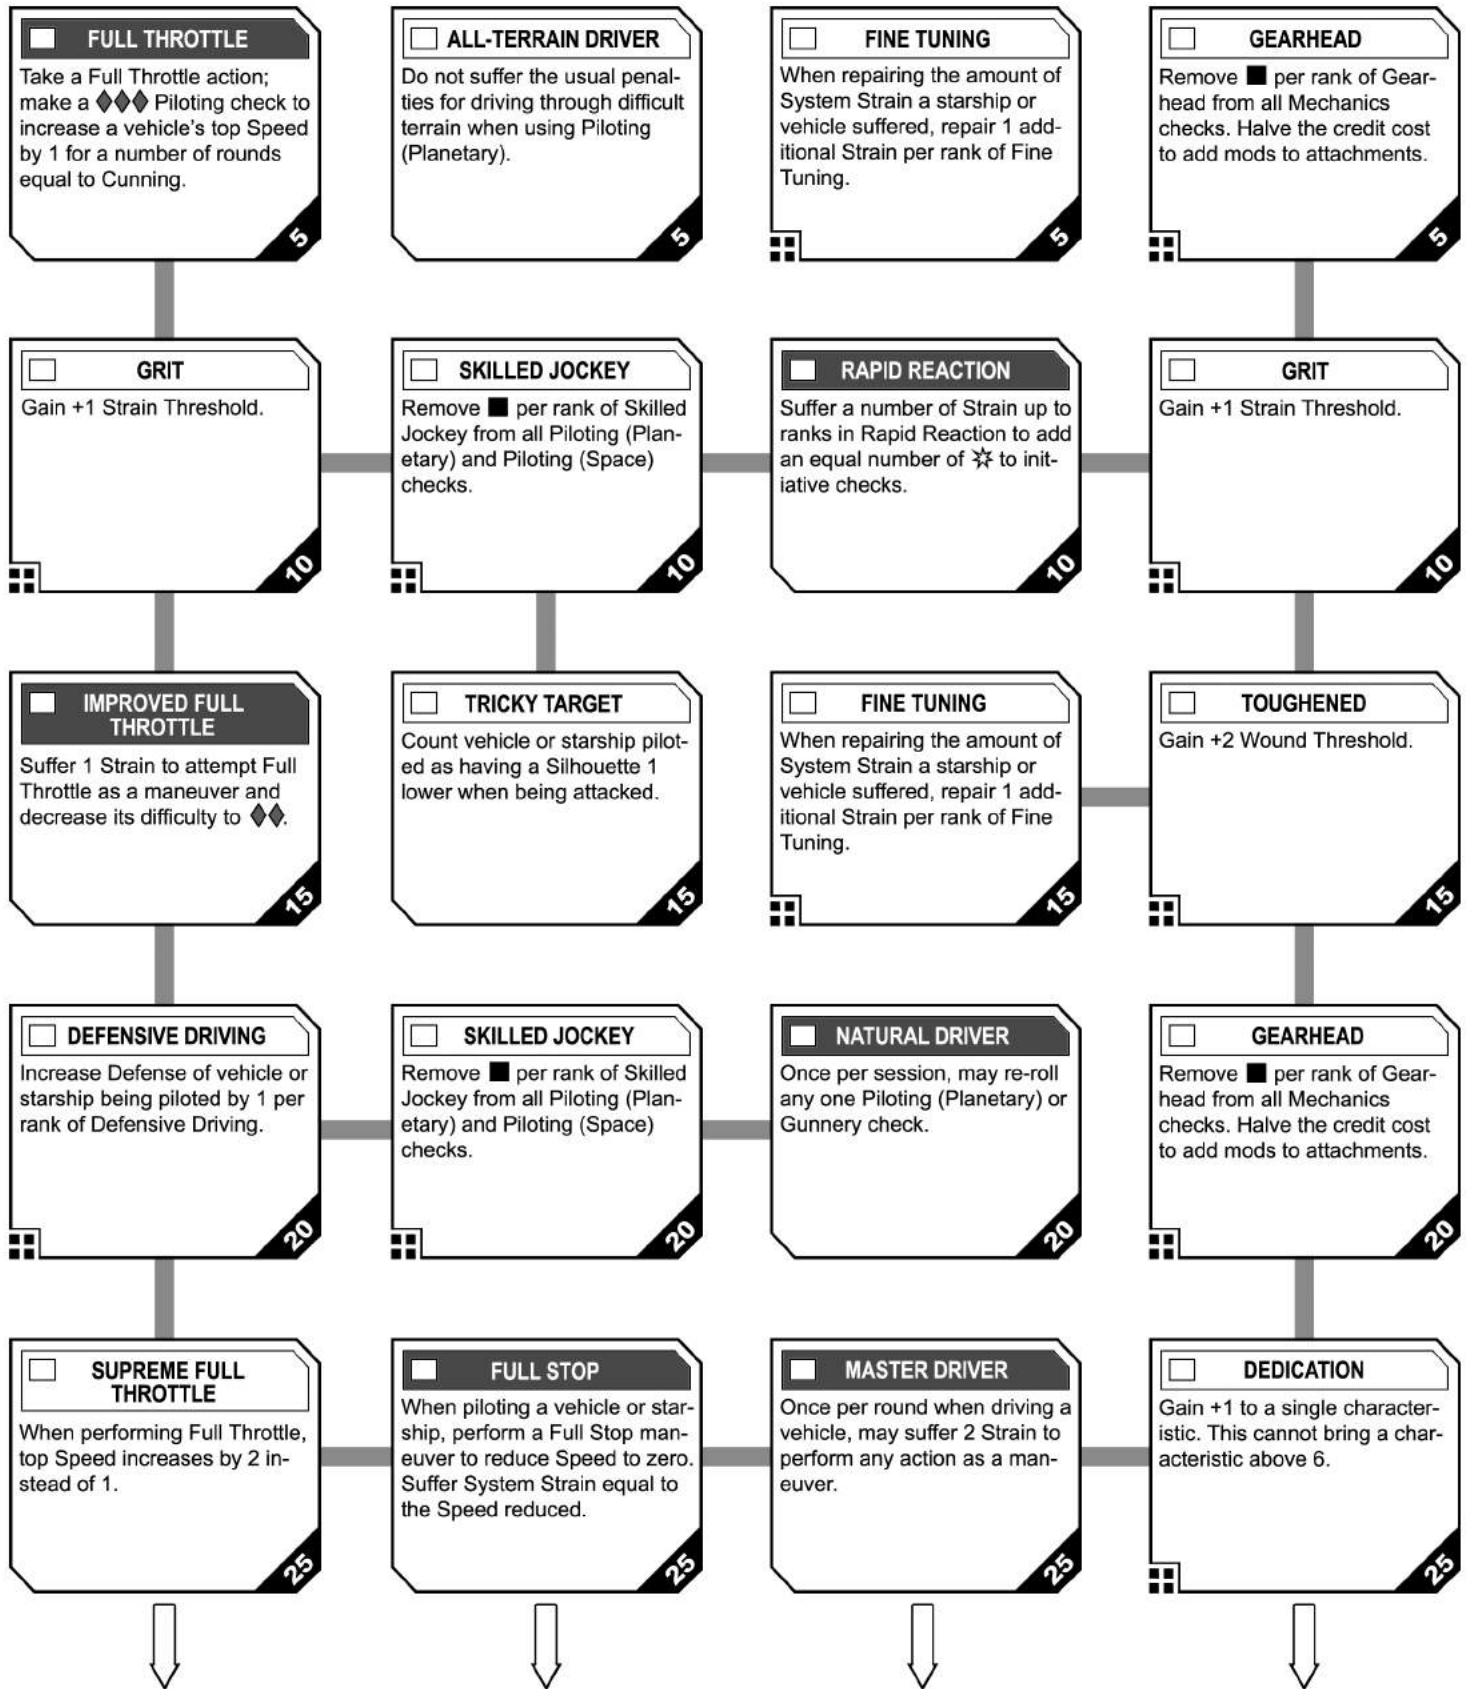 FULL THROTTLE
Take a Full Throttle action;
make a ♦♦♦ Piloting check to
increase a vehicle's top Speed
by 1 for a number of rounds
equal to Cunning.
5
ALL-TERRAIN DRIVER
Do not suffer the usual penal-
ties for driving through difficult
terrain when using Piloting
(Planetary).
5
FINE TUNING
When repairing the amount of
System Strain a starship or
vehicle suffered, repair 1 add-
itional Strain per rank of Fine
Tuning.
5
GEARHEAD
Remove ■ per rank of Gear-
head from all Mechanics
checks. Halve the credit cost
to add mods to attachments.
5
GRIT
Gain +1 Strain Threshold.
10
SKILLED JOCKEY
Remove ■ per rank of Skilled
Jockey from all Piloting (Plan-
etary) and Piloting (Space)
checks.
10
RAPID REACTION
Suffer a number of Strain up to
ranks in Rapid Reaction to add
an equal number of ✲ to init-
iative checks.
10
GRIT
Gain +1 Strain Threshold.
10
IMPROVED FULL
THROTTLE
Suffer 1 Strain to attempt Full
Throttle as a maneuver and
decrease its difficulty to ♦♦.
15
TRICKY TARGET
Count vehicle or starship pilot-
ed as having a Silhouette 1
lower when being attacked.
15
FINE TUNING
When repairing the amount of
System Strain a starship or
vehicle suffered, repair 1 add-
itional Strain per rank of Fine
Tuning.
15
TOUGHENED
Gain +2 Wound Threshold.
15
DEFENSIVE DRIVING
Increase Defense of vehicle or
starship being piloted by 1 per
rank of Defensive Driving.
20
SKILLED JOCKEY
Remove ■ per rank of Skilled
Jockey from all Piloting (Plan-
etary) and Piloting (Space)
checks.
20
NATURAL DRIVER
Once per session, may re-roll
any one Piloting (Planetary) or
Gunnery check.
20
GEARHEAD
Remove ■ per rank of Gear-
head from all Mechanics
checks. Halve the credit cost
to add mods to attachments.
20
SUPREME FULL
THROTTLE
When performing Full Throttle,
top Speed increases by 2 in-
stead of 1.
25
FULL STOP
When piloting a vehicle or star-
ship, perform a Full Stop man-
euver to reduce Speed to zero.
Suffer System Strain equal to
the Speed reduced.
25
MASTER DRIVER
Once per round when driving a
vehicle, may suffer 2 Strain to
perform any action as a man-
euver.
25
DEDICATION
Gain +1 to a single character-
istic. This cannot bring a char-
acteristic above 6.
25